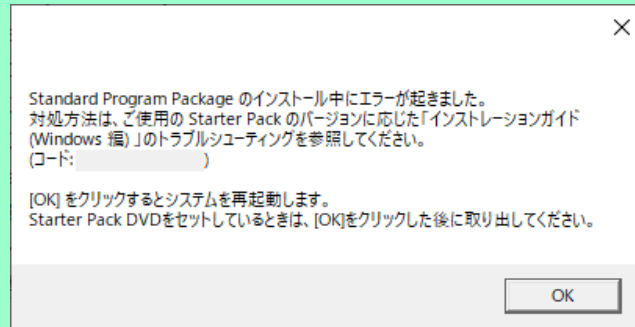 Standard Program Package のインストール中にエラーが起きました。
対処方法は、ご使用の Starter Pack のバージョンに応じた「インストレーションガイド
(Windows 編) 」のトラブルシューティングを参照してください。
(コード: )
[OK] をクリックするとシステムを再起動します。
Starter Pack DVDをセットしているときは、[OK]をクリックした後に取り出してください。
OK